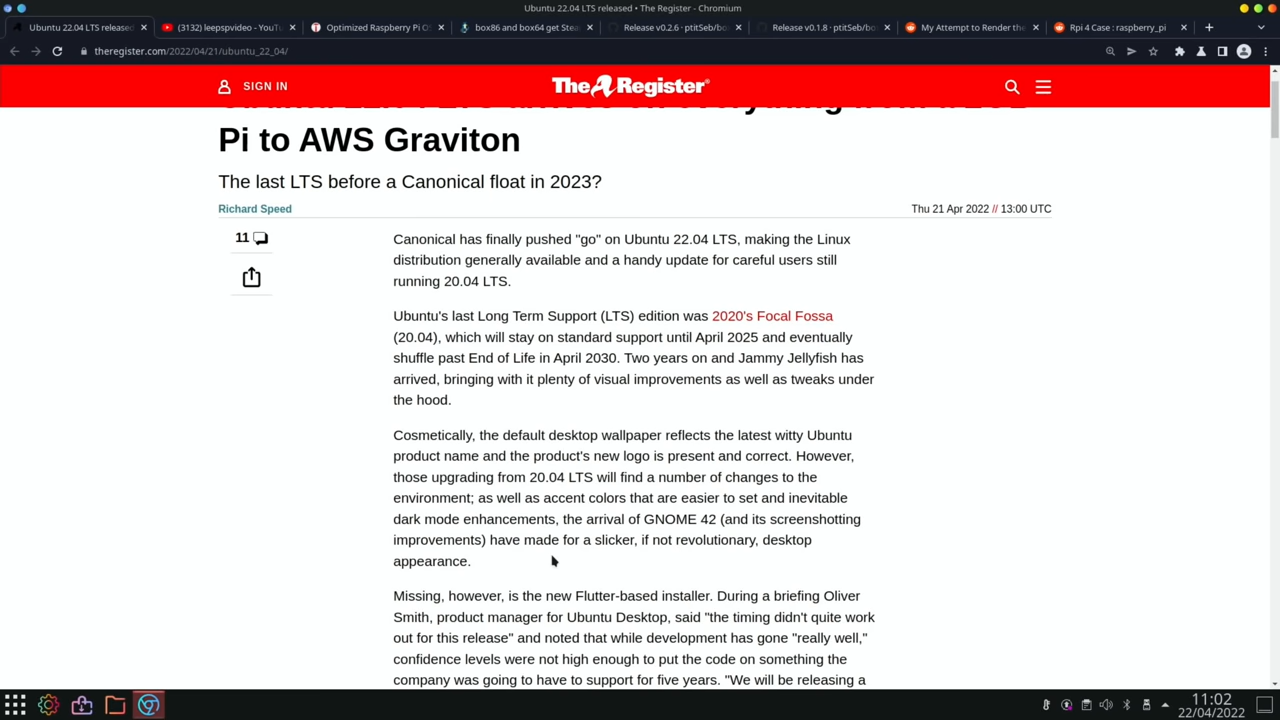 Ubuntu 22.04 LTS released • The Register - Chromium
Ubuntu 22.04 LTS released
(3132) leepspvideo - YouTu
Optimized Raspberry Pi O
box86 and box64 get Stea
Release v0.2.6 · ptitSeb/bo
Release v0.1.8 · ptitSeb/bo
My Attempt to Render the
Rpi 4 Case : raspberry_pi
theregister.com/2022/04/21/ubuntu_22_04/
SIGN IN
The Register
Pi to AWS Graviton
The last LTS before a Canonical float in 2023?
Richard Speed
Thu 21 Apr 2022 // 13:00 UTC
11
Canonical has finally pushed "go" on Ubuntu 22.04 LTS, making the Linux
distribution generally available and a handy update for careful users still
running 20.04 LTS.
Ubuntu's last Long Term Support (LTS) edition was 2020's Focal Fossa
(20.04), which will stay on standard support until April 2025 and eventually
shuffle past End of Life in April 2030. Two years on and Jammy Jellyfish has
arrived, bringing with it plenty of visual improvements as well as tweaks under
the hood.
Cosmetically, the default desktop wallpaper reflects the latest witty Ubuntu
product name and the product's new logo is present and correct. However,
those upgrading from 20.04 LTS will find a number of changes to the
environment; as well as accent colors that are easier to set and inevitable
dark mode enhancements, the arrival of GNOME 42 (and its screenshotting
improvements) have made for a slicker, if not revolutionary, desktop
appearance.
Missing, however, is the new Flutter-based installer. During a briefing Oliver
Smith, product manager for Ubuntu Desktop, said "the timing didn't quite work
out for this release" and noted that while development has gone "really well,"
confidence levels were not high enough to put the code on something the
company was going to have to support for five years. "We will be releasing a
11:02
22/04/2022